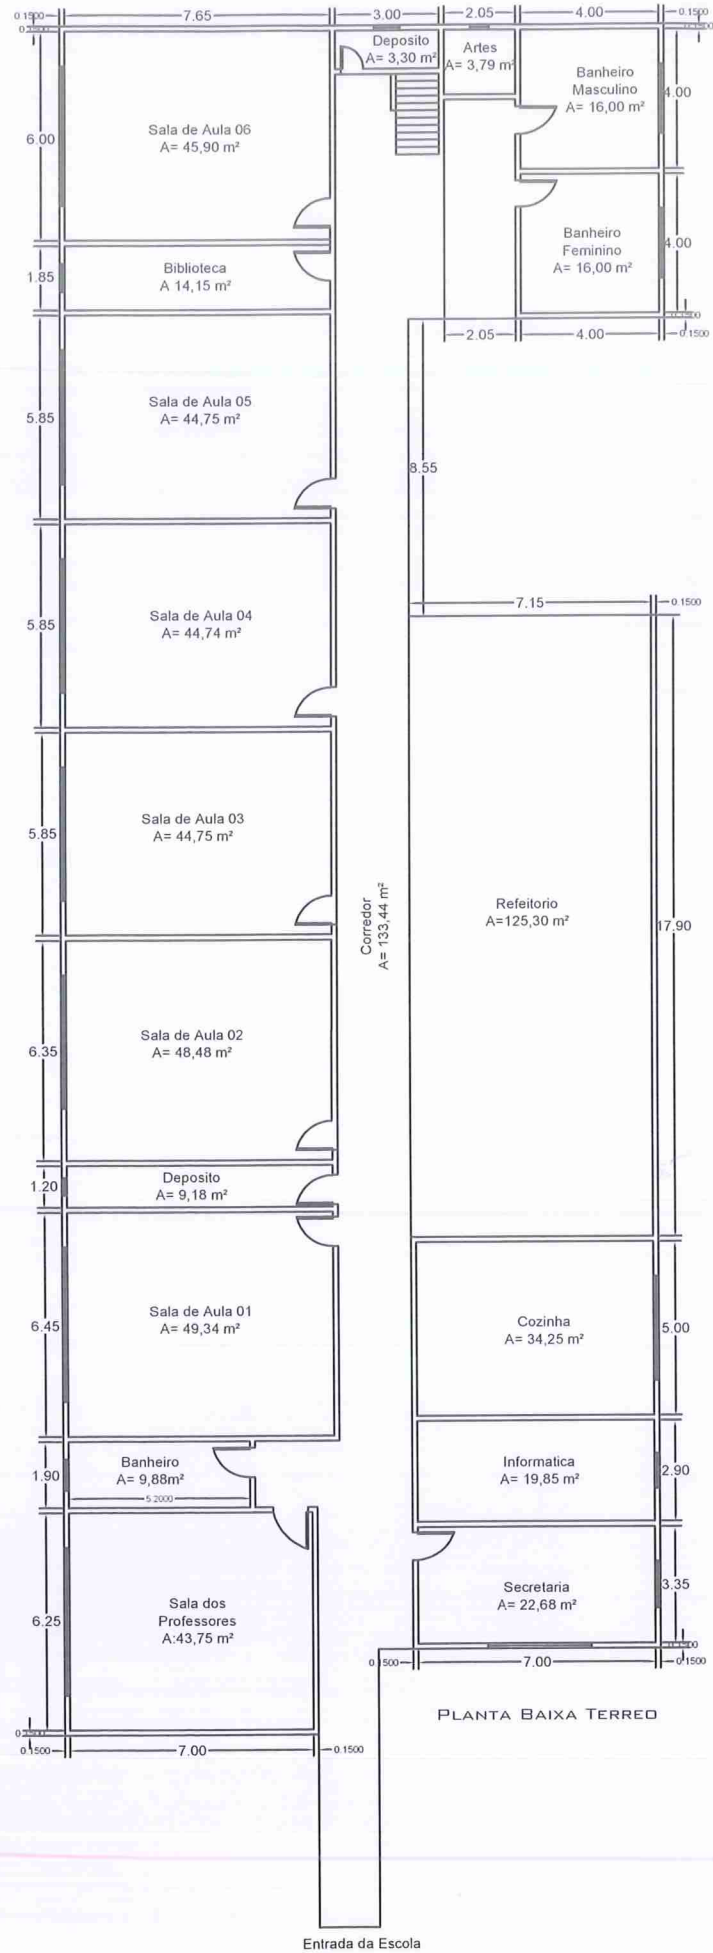 0.1500
7.65
3.00
2.05
4.00
0.1500
Deposito
A= 3,30 m²
Artes
A= 3,79 m²
Banheiro
Masculino
A= 16,00 m²
4.00
6.00
Sala de Aula 06
A= 45,90 m²
Banheiro
Feminino
A= 16,00 m²
4.00
1.85
Biblioteca
A 14,15 m²
2.05
4.00
0.1500
5.85
Sala de Aula 05
A= 44,75 m²
8.55
7.15
0.1500
5.85
Sala de Aula 04
A= 44,74 m²
5.85
Sala de Aula 03
A= 44,75 m²
Corredor
A= 133,44 m²
Refeitorio
A=125,30 m²
17.90
6.35
Sala de Aula 02
A= 48,48 m²
1.20
Deposito
A= 9,18 m²
6.45
Sala de Aula 01
A= 49,34 m²
Cozinha
A= 34,25 m²
5.00
1.90
Banheiro
A= 9,88m²
5.2000
Informatica
A= 19,85 m²
2.90
6.25
Sala dos
Professores
A:43,75 m²
Secretaria
A= 22,68 m²
3.35
0.1500
7.00
0.1500
PLANTA BAIXA TERREO
0.1500
7.00
0.1500
Entrada da Escola